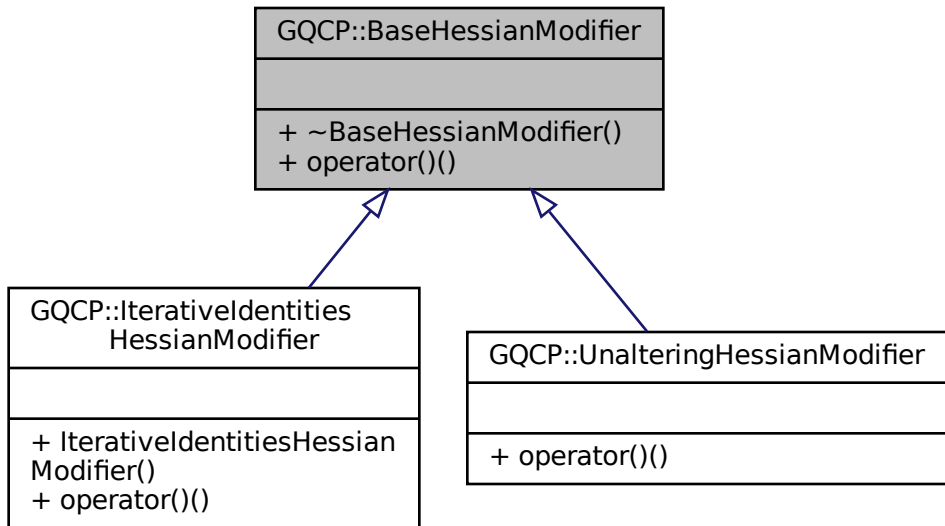 GQCP::BaseHessianModifier
+ ~BaseHessianModifier()
+ operator()()
GQCP::IterativeIdentities
HessianModifier
+ IterativeIdentitiesHessian
Modifier()
+ operator()()
GQCP::UnalteringHessianModifier
+ operator()()